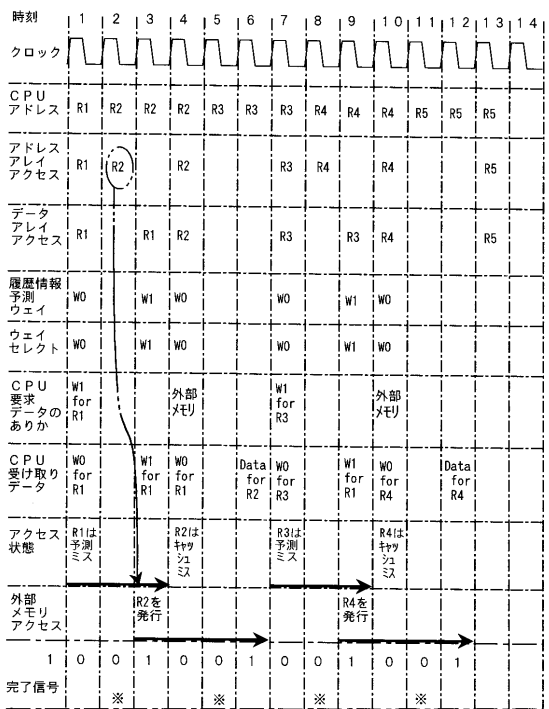 時刻 1 2 3 4 5 6 7 8 9 10 11 12 13 14
クロック
CPU アドレス R1 R2 R2 R2 R3 R3 R3 R4 R4 R4 R5 R5 R5
アドレス アレイ アクセス R1 R2 R2 R3 R4 R4 R5
データ アレイ アクセス R1 R1 R2 R3 R3 R4 R5
履歴情報 予測 ウェイ W0 W1 W0 W0 W1 W0
ウェイ セレクト W0 W1 W0 W0 W1 W0
CPU 要求 データの ありか W1 for R1 外部 メモリ W1 for R3 外部 メモリ
CPU 受け取り データ W0 for R1 W1 for R1 W0 for R1 Data for R2 W0 for R3 W1 for R1 W0 for R4 Data for R4
アクセス 状態 R1は 予測 ミス R2は キャッ シュ ミス R3は 予測 ミス R4は キャッ シュ ミス
外部 メモリ アクセス R2を 発行 R4を 発行
1 1 0 0 1 0 0 1 0 0 1 0 0 1
完了信号 ※ ※ ※ ※